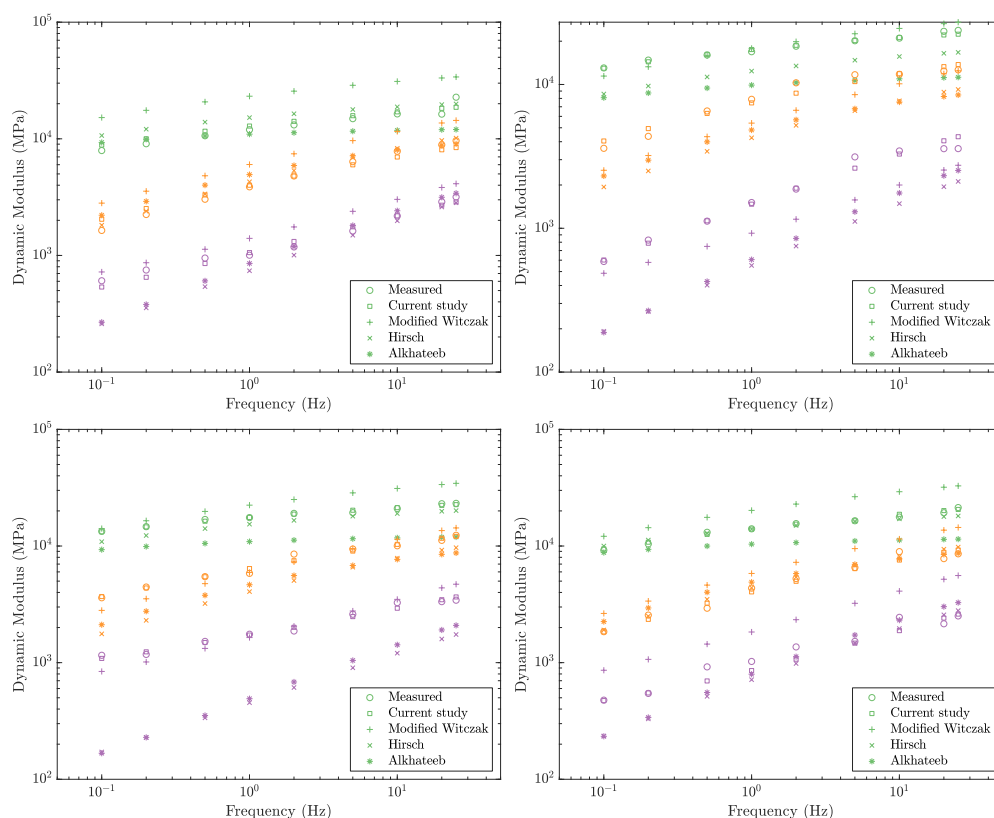 10^5
10^4
10^3
10^2
Dynamic Modulus (MPa)
10^-1
10^0
10^1
Frequency (Hz)
Measured
Current study
Modified Witczak
Hirsch
Alkhateeb
10^4
10^3
10^2
Dynamic Modulus (MPa)
10^-1
10^0
10^1
Frequency (Hz)
Measured
Current study
Modified Witczak
Hirsch
Alkhateeb
10^5
10^4
10^3
10^2
Dynamic Modulus (MPa)
10^-1
10^0
10^1
Frequency (Hz)
Measured
Current study
Modified Witczak
Hirsch
Alkhateeb
10^5
10^4
10^3
10^2
Dynamic Modulus (MPa)
10^-1
10^0
10^1
Frequency (Hz)
Measured
Current study
Modified Witczak
Hirsch
Alkhateeb